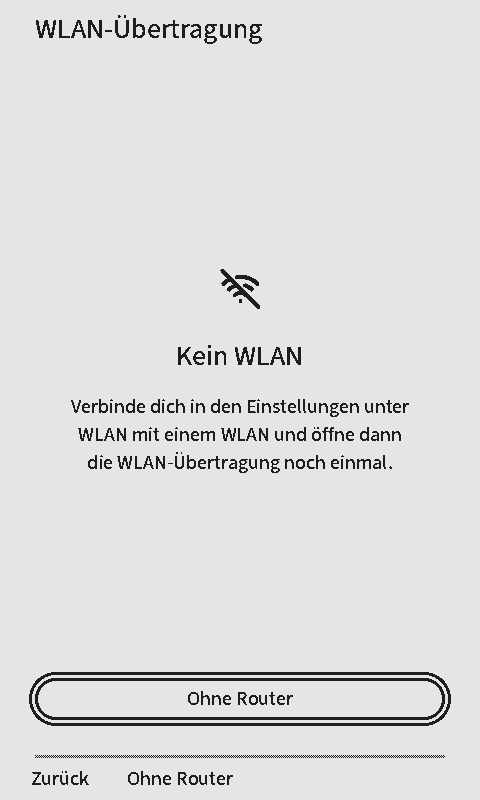 WLAN-Übertragung
Kein WLAN
Verbinde dich in den Einstellungen unter
WLAN mit einem WLAN und öffne dann
die WLAN-Übertragung noch einmal.
Ohne Router
Zurück Ohne Router